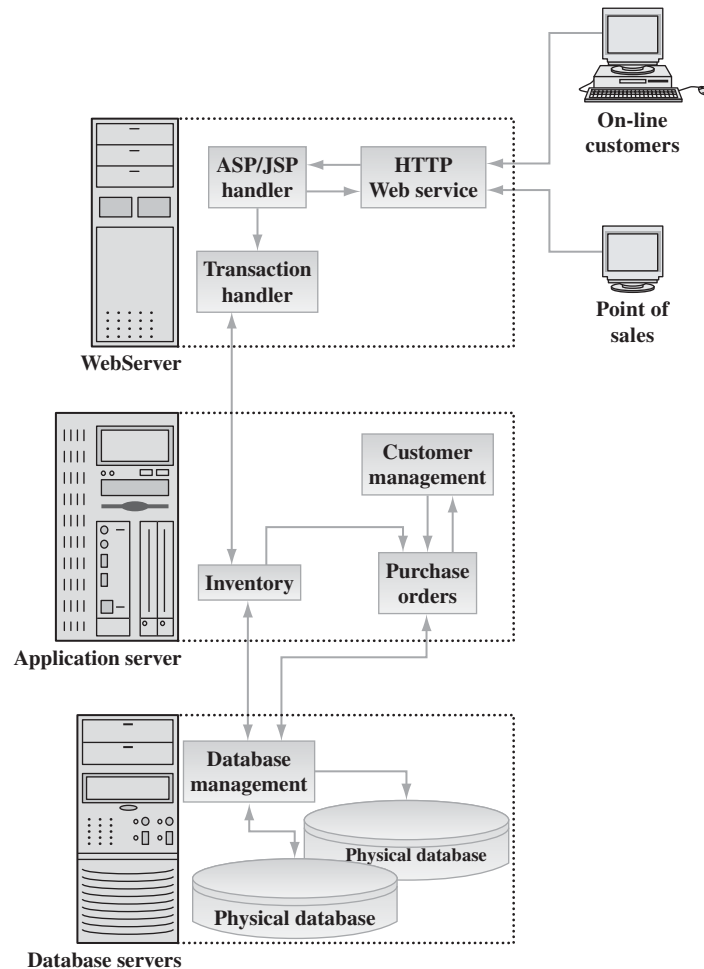 On-line
customers
ASP/JSP
handler
HTTP
Web service
Transaction
handler
Point of
sales
WebServer
Customer
management
Inventory
Purchase
orders
Application server
Database
management
Physical database
Physical database
Database servers